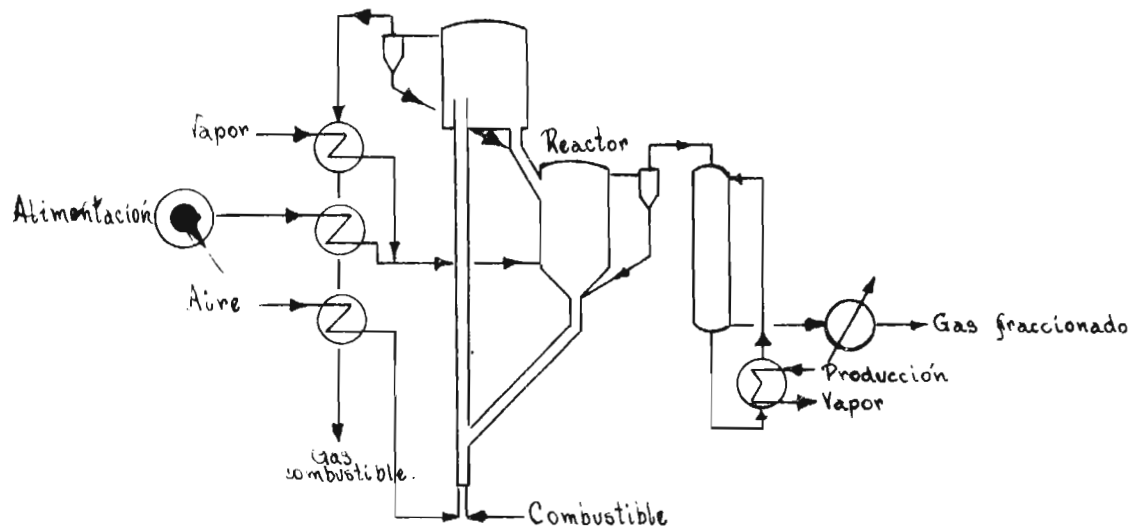 Vapor
Reactor
Alimentación
Aire
Gas fraccionado
Producción
Vapor
Gas
combustible.
Combustible